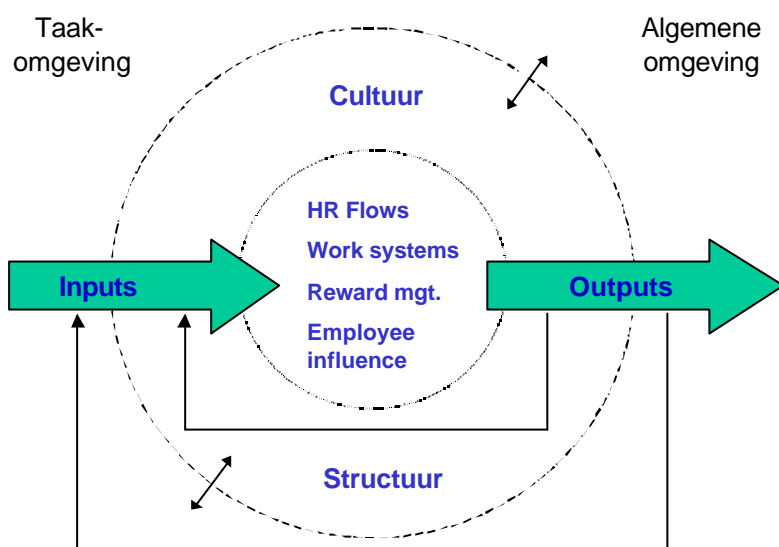 Taak-
omgeving
Algemene
omgeving
Cultuur
HR Flows
Work systems
Reward mgt.
Employee
influence
Inputs
Outputs
Structuur